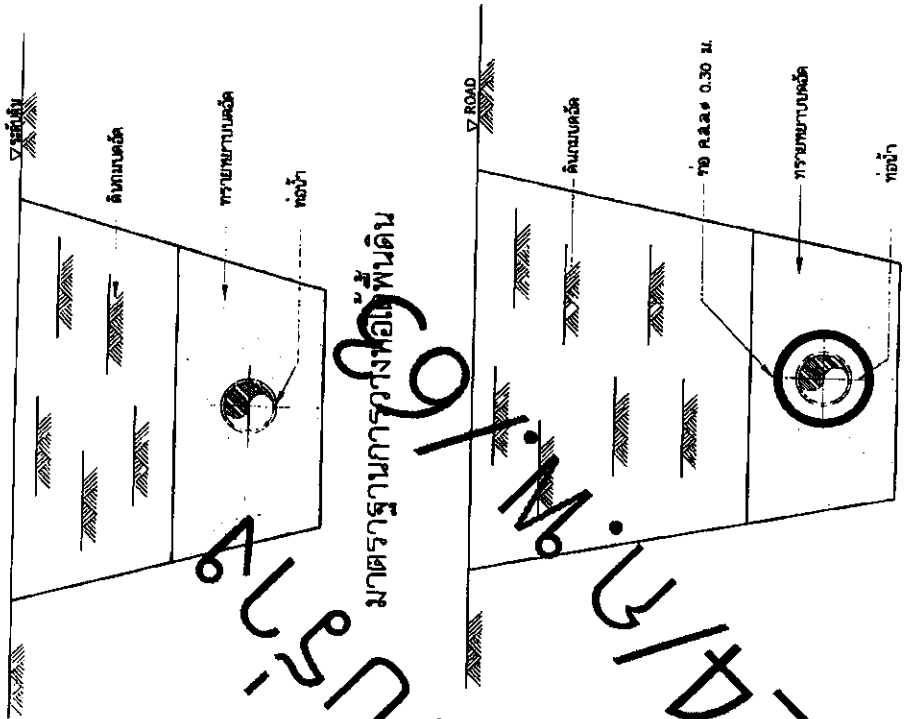 ระดับดิน
ดินถมบดอัด
ทรายหยาบบดอัด
ท่อน้ำ
มาตราฐานการวางท่อใต้พื้นดิน
ROAD
ดินถมบดอัด
ท่อ ค.ส.ล.ø 0.30 ม.
ทรายหยาบบดอัด
ท่อน้ำ